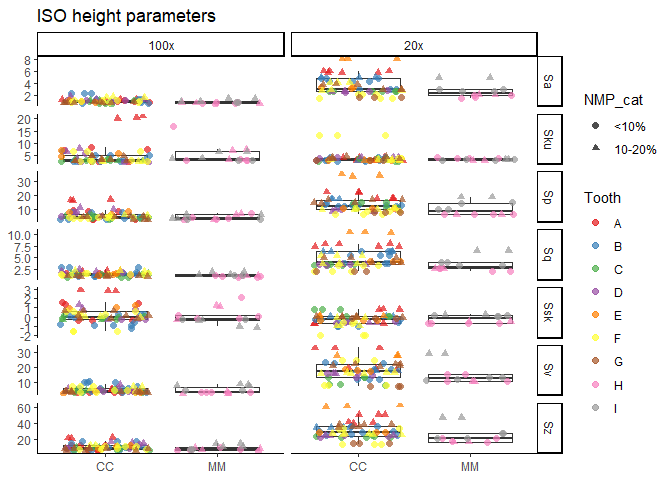 ISO height parameters
100x
20x
8
6
4
2
Sa
20
15
10
5
Sku
30
20
10
Sp
10.0
7.5
5.0
2.5
Sq
3
2
1
0
-1
-2
Ssk
30
20
10
Sv
60
40
20
Sz
CC
MM
CC
MM
NMP_cat
<10%
10-20%
Tooth
A
B
C
D
E
F
G
H
I